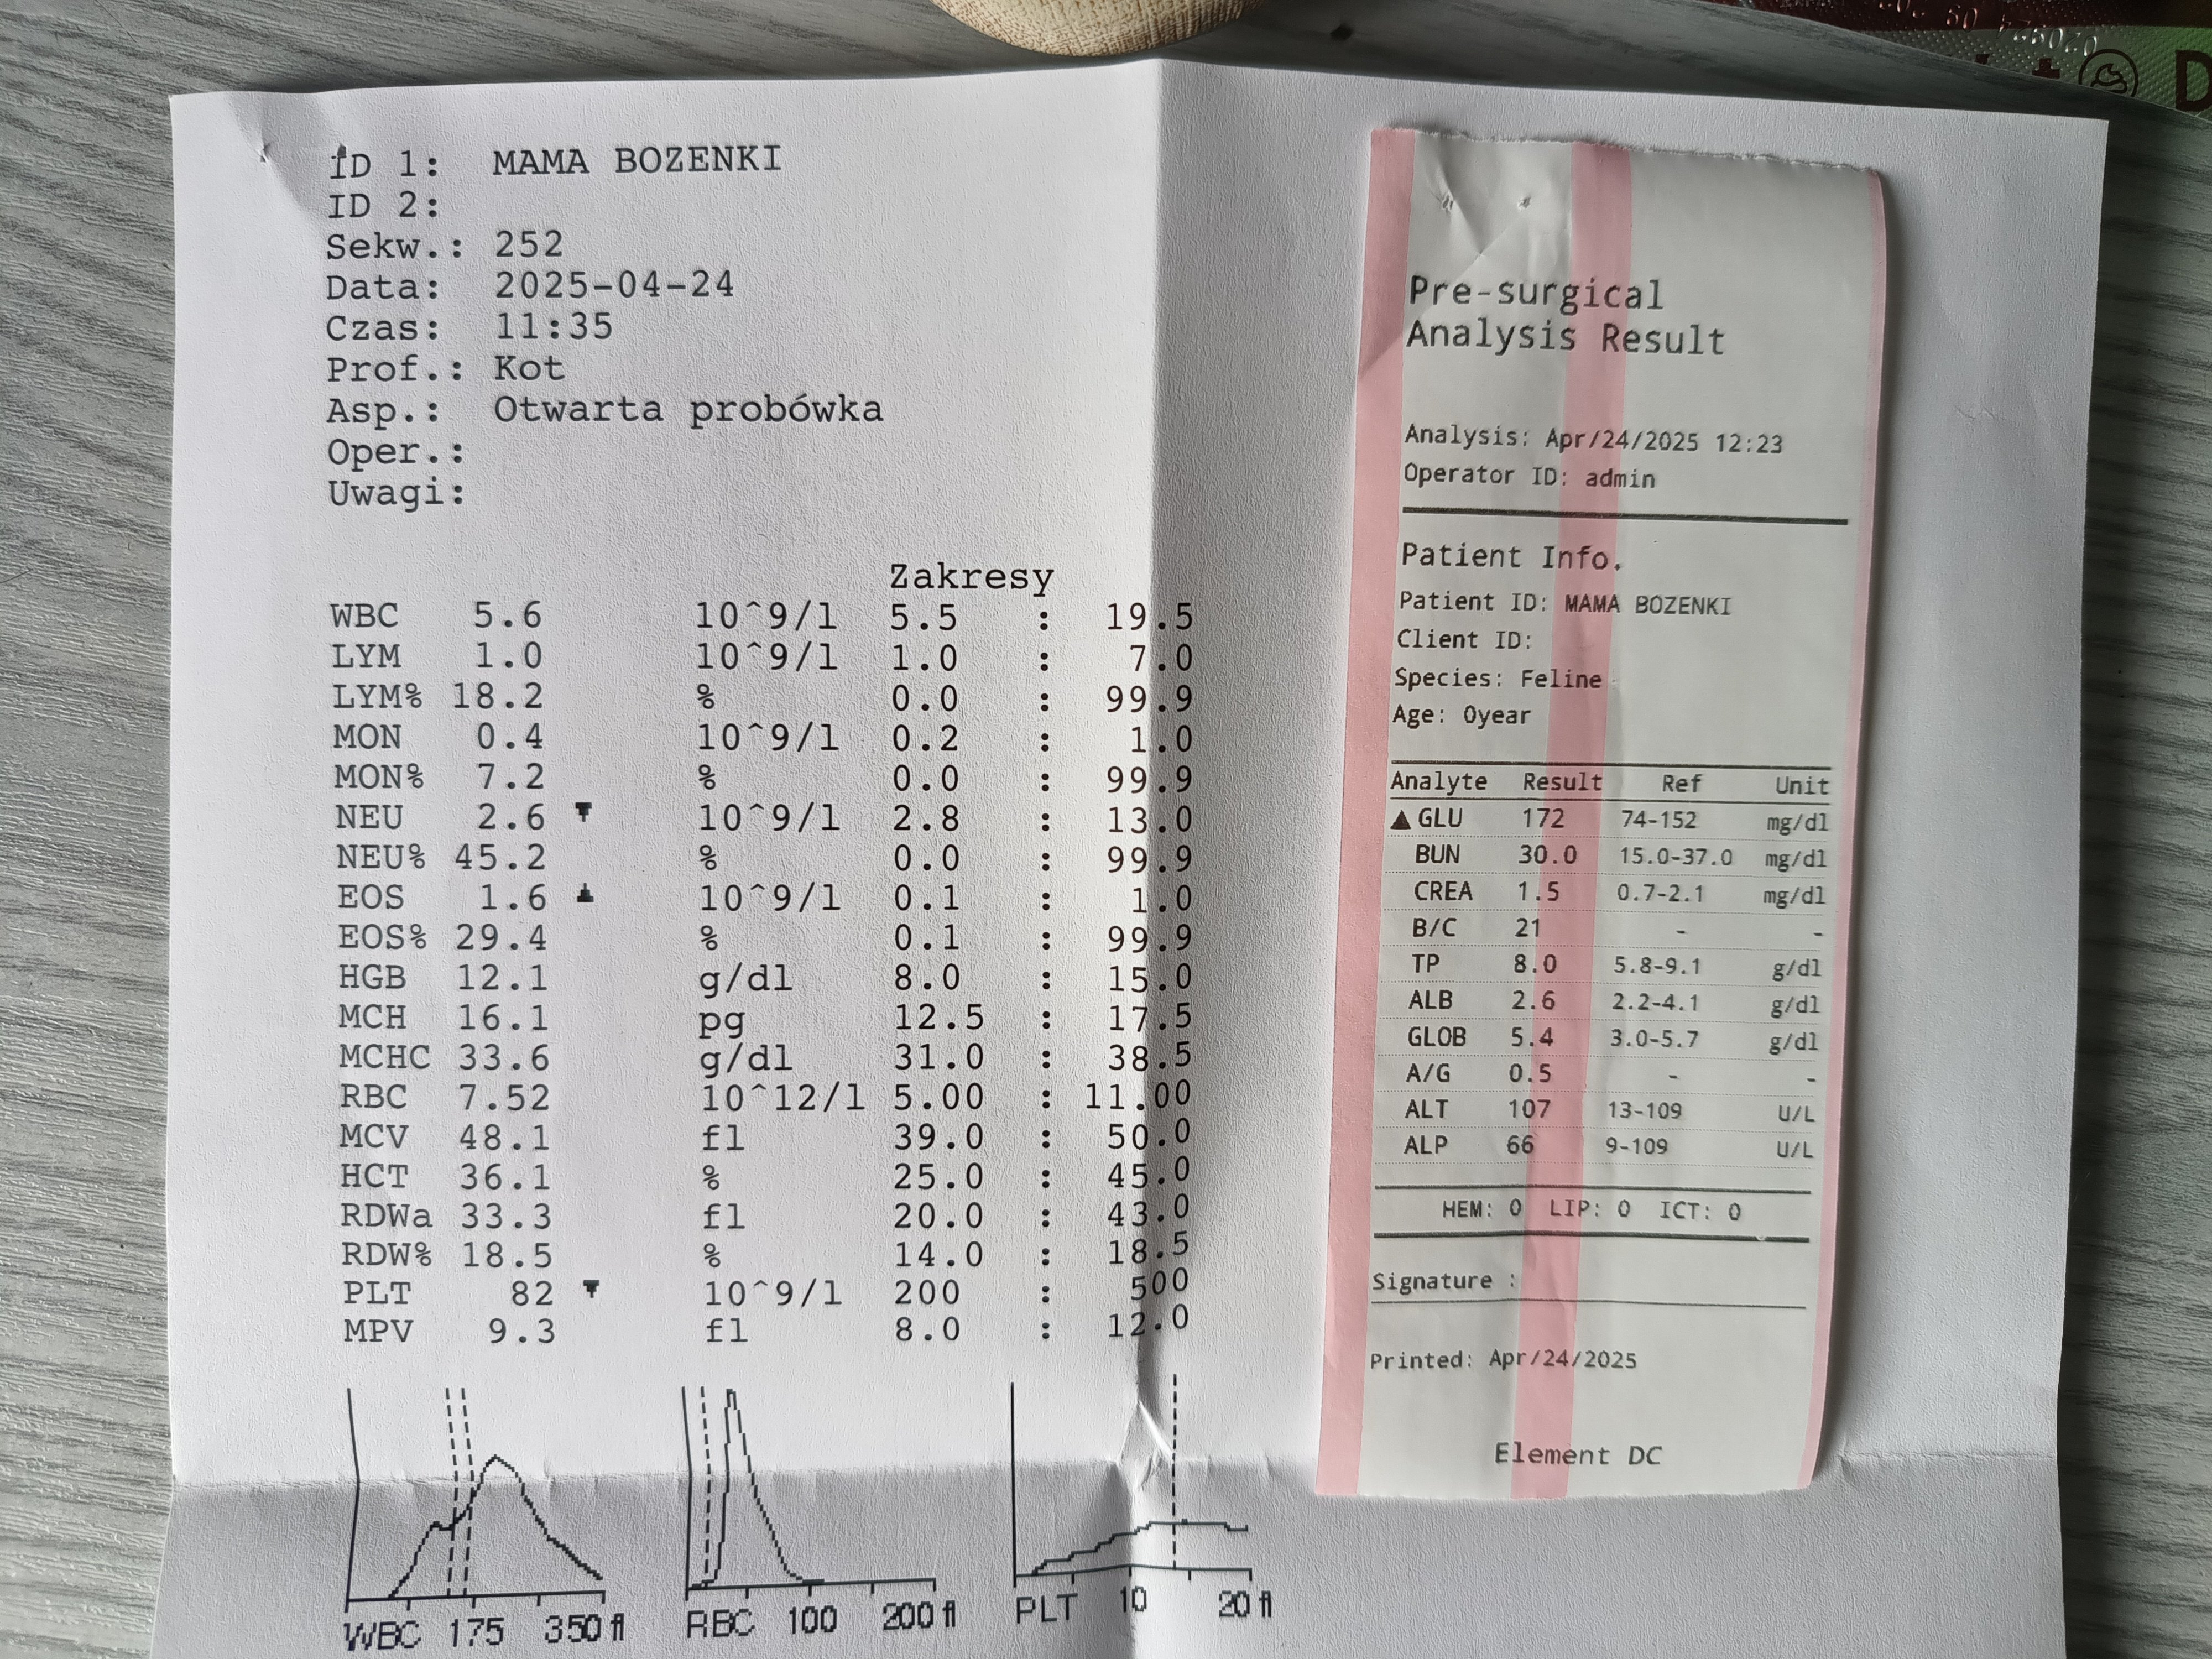 ID 1: MAMA BOZENKI
ID 2:
Sekw.: 252
Data: 2025-04-24
Czas: 11:35
Prof.: Kot
Asp.: Otwarta probówka
Oper.:
Uwagi:
Zakresy
WBC 5.6 10^9/l 5.5 : 19.5
LYM 1.0 10^9/l 1.0 : 7.0
LYM% 18.2 % 0.0 : 99.9
MON 0.4 10^9/l 0.2 : 1.0
MON% 7.2 % 0.0 : 99.9
NEU 2.6 ▼ 10^9/l 2.8 : 13.0
NEU% 45.2 % 0.0 : 99.9
EOS 1.6 ▲ 10^9/l 0.1 : 1.0
EOS% 29.4 % 0.1 : 99.9
HGB 12.1 g/dl 8.0 : 15.0
MCH 16.1 pg 12.5 : 17.5
MCHC 33.6 g/dl 31.0 : 38.5
RBC 7.52 10^12/l 5.00 : 11.00
MCV 48.1 fl 39.0 : 50.0
HCT 36.1 % 25.0 : 45.0
RDWa 33.3 fl 20.0 : 43.0
RDW% 18.5 % 14.0 : 18.5
PLT 82 ▼ 10^9/l 200 : 500
MPV 9.3 fl 8.0 : 12.0
WBC 175 350 fl
RBC 100 200 fl
PLT 10 20 fl
Pre-surgical
Analysis Result
Analysis: Apr/24/2025 12:23
Operator ID: admin
Patient Info.
Patient ID: MAMA BOZENKI
Client ID:
Species: Feline
Age: 0year
Analyte Result Ref Unit
▲ GLU 172 74-152 mg/dl
BUN 30.0 15.0-37.0 mg/dl
CREA 1.5 0.7-2.1 mg/dl
B/C 21 - -
TP 8.0 5.8-9.1 g/dl
ALB 2.6 2.2-4.1 g/dl
GLOB 5.4 3.0-5.7 g/dl
A/G 0.5 - -
ALT 107 13-109 U/L
ALP 66 9-109 U/L
HEM: 0 LIP: 0 ICT: 0
Signature :
Printed: Apr/24/2025
Element DC